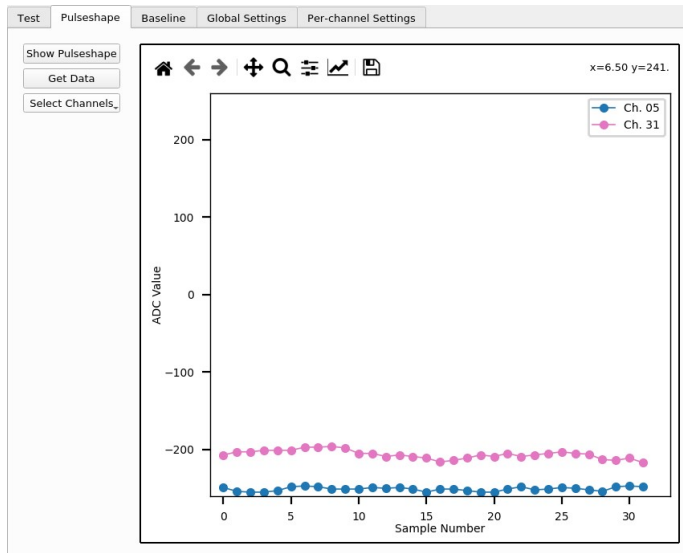 Test Pulseshape Baseline Global Settings Per-channel Settings
Show Pulseshape
Get Data
Select Channels
x=6.50 y=241.
Ch. 05
Ch. 31
200
100
0
−100
−200
ADC Value
0 5 10 15 20 25 30
Sample Number